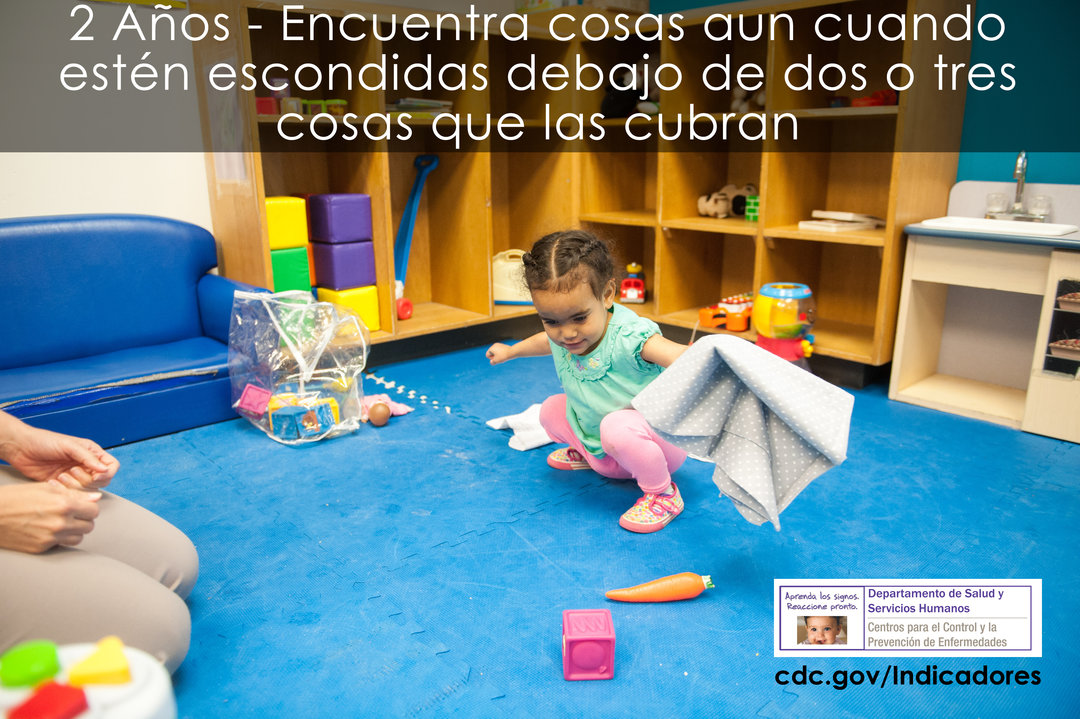 2 Años - Encuentra cosas aun cuando
estén escondidas debajo de dos o tres
cosas que las cubran
Aprenda los signos.
Reaccione pronto.
Departamento de Salud y
Servicios Humanos
Centros para el Control y la
Prevención de Enfermedades
cdc.gov/Indicadores